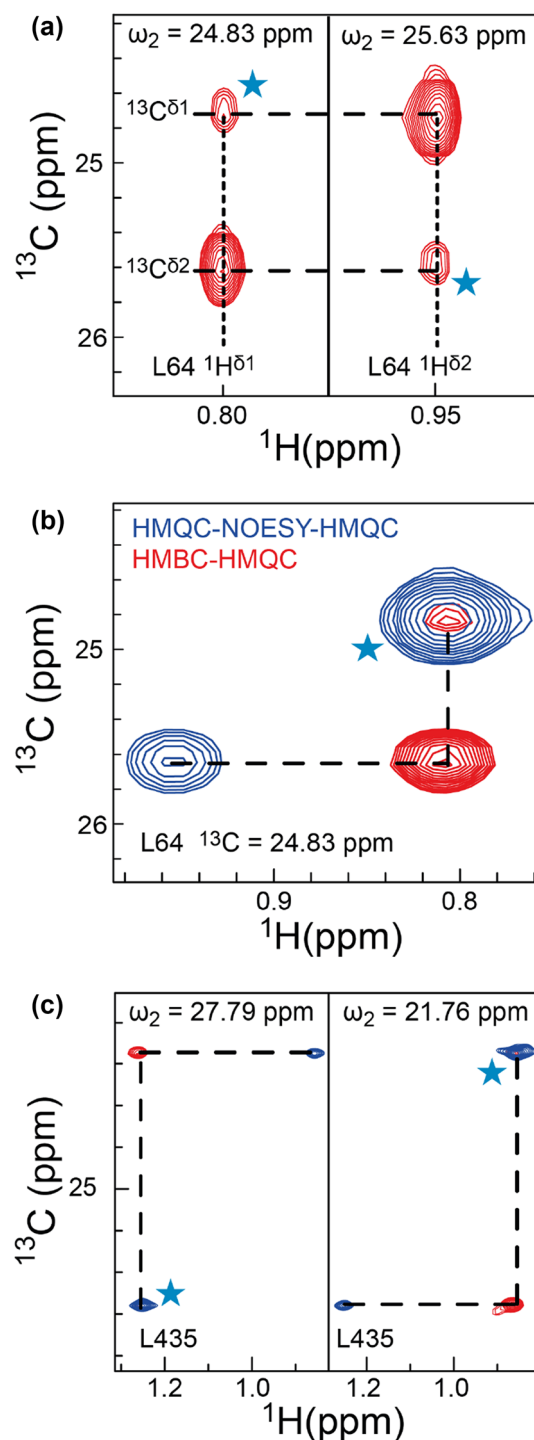 (a)
ω₂ = 24.83 ppm
ω₂ = 25.63 ppm
¹³C (ppm)
¹³Cᵟ¹
25
¹³Cᵟ²
26
L64 ¹Hᵟ¹
L64 ¹Hᵟ²
0.80
0.95
¹H(ppm)
(b)
HMQC-NOESY-HMQC
HMBC-HMQC
¹³C (ppm)
25
26
L64 ¹³C = 24.83 ppm
0.9
0.8
¹H(ppm)
(c)
ω₂ = 27.79 ppm
ω₂ = 21.76 ppm
¹³C (ppm)
25
L435
L435
1.2
1.0
1.2
1.0
¹H(ppm)